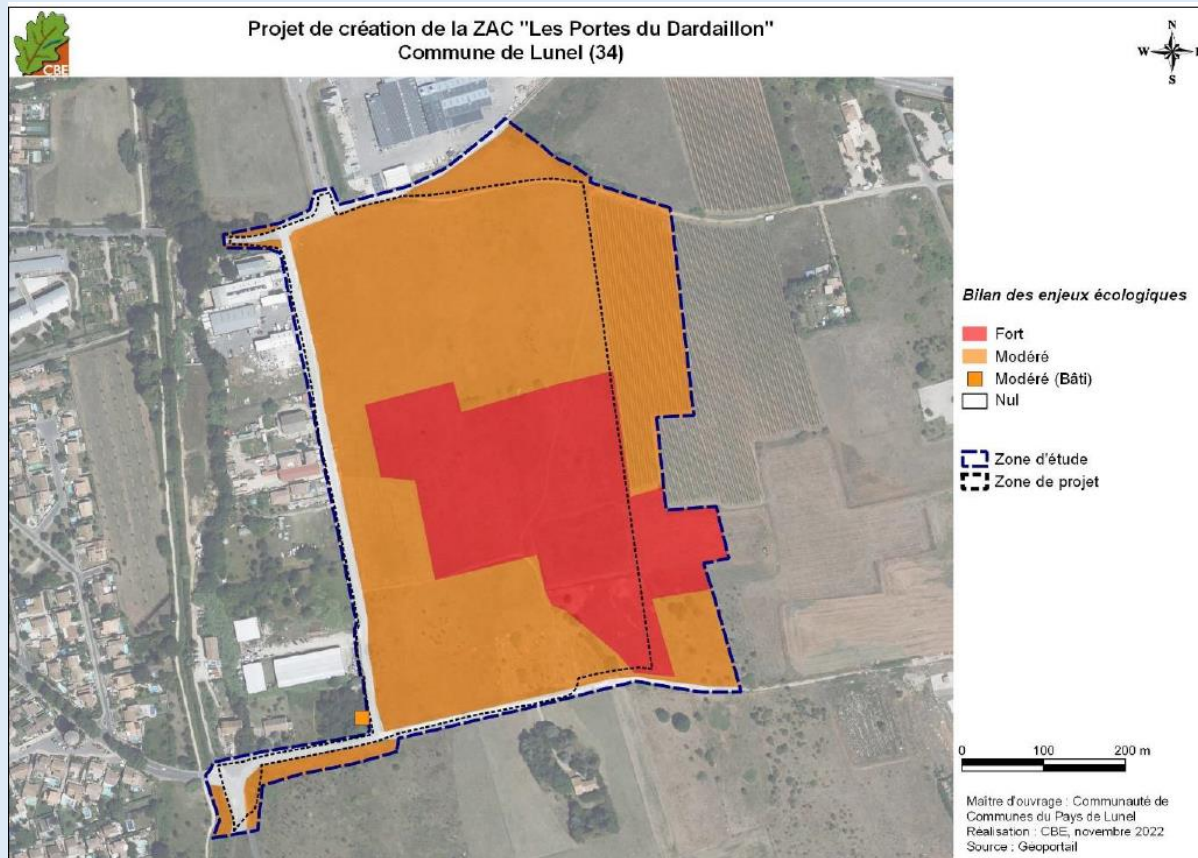 Projet de création de la ZAC "Les Portes du Dardaillon"
Commune de Lunel (34)
CBE
N
W
S
Bilan des enjeux écologiques
Fort
Modéré
Modéré (Bâti)
Nul
Zone d'étude
Zone de projet
0 100 200 m
Maître d'ouvrage : Communauté de
Communes du Pays de Lunel
Réalisation : CBE, novembre 2022
Source : Géoportail